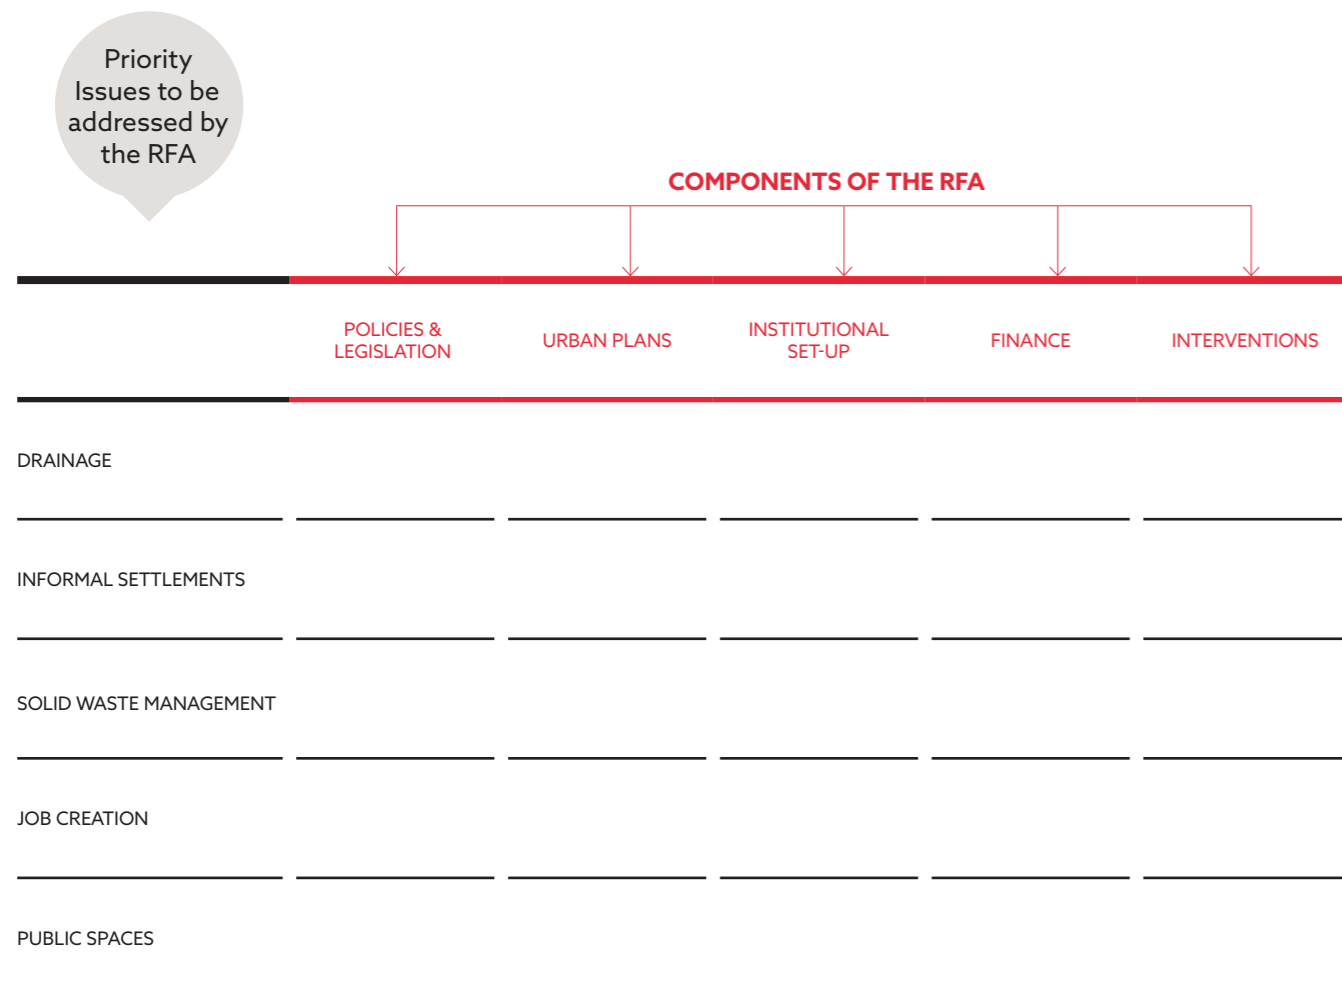 Priority
Issues to be
addressed by
the RFA
COMPONENTS OF THE RFA
POLICIES &
LEGISLATION
URBAN PLANS
INSTITUTIONAL
SET-UP
FINANCE
INTERVENTIONS
DRAINAGE
INFORMAL SETTLEMENTS
SOLID WASTE MANAGEMENT
JOB CREATION
PUBLIC SPACES